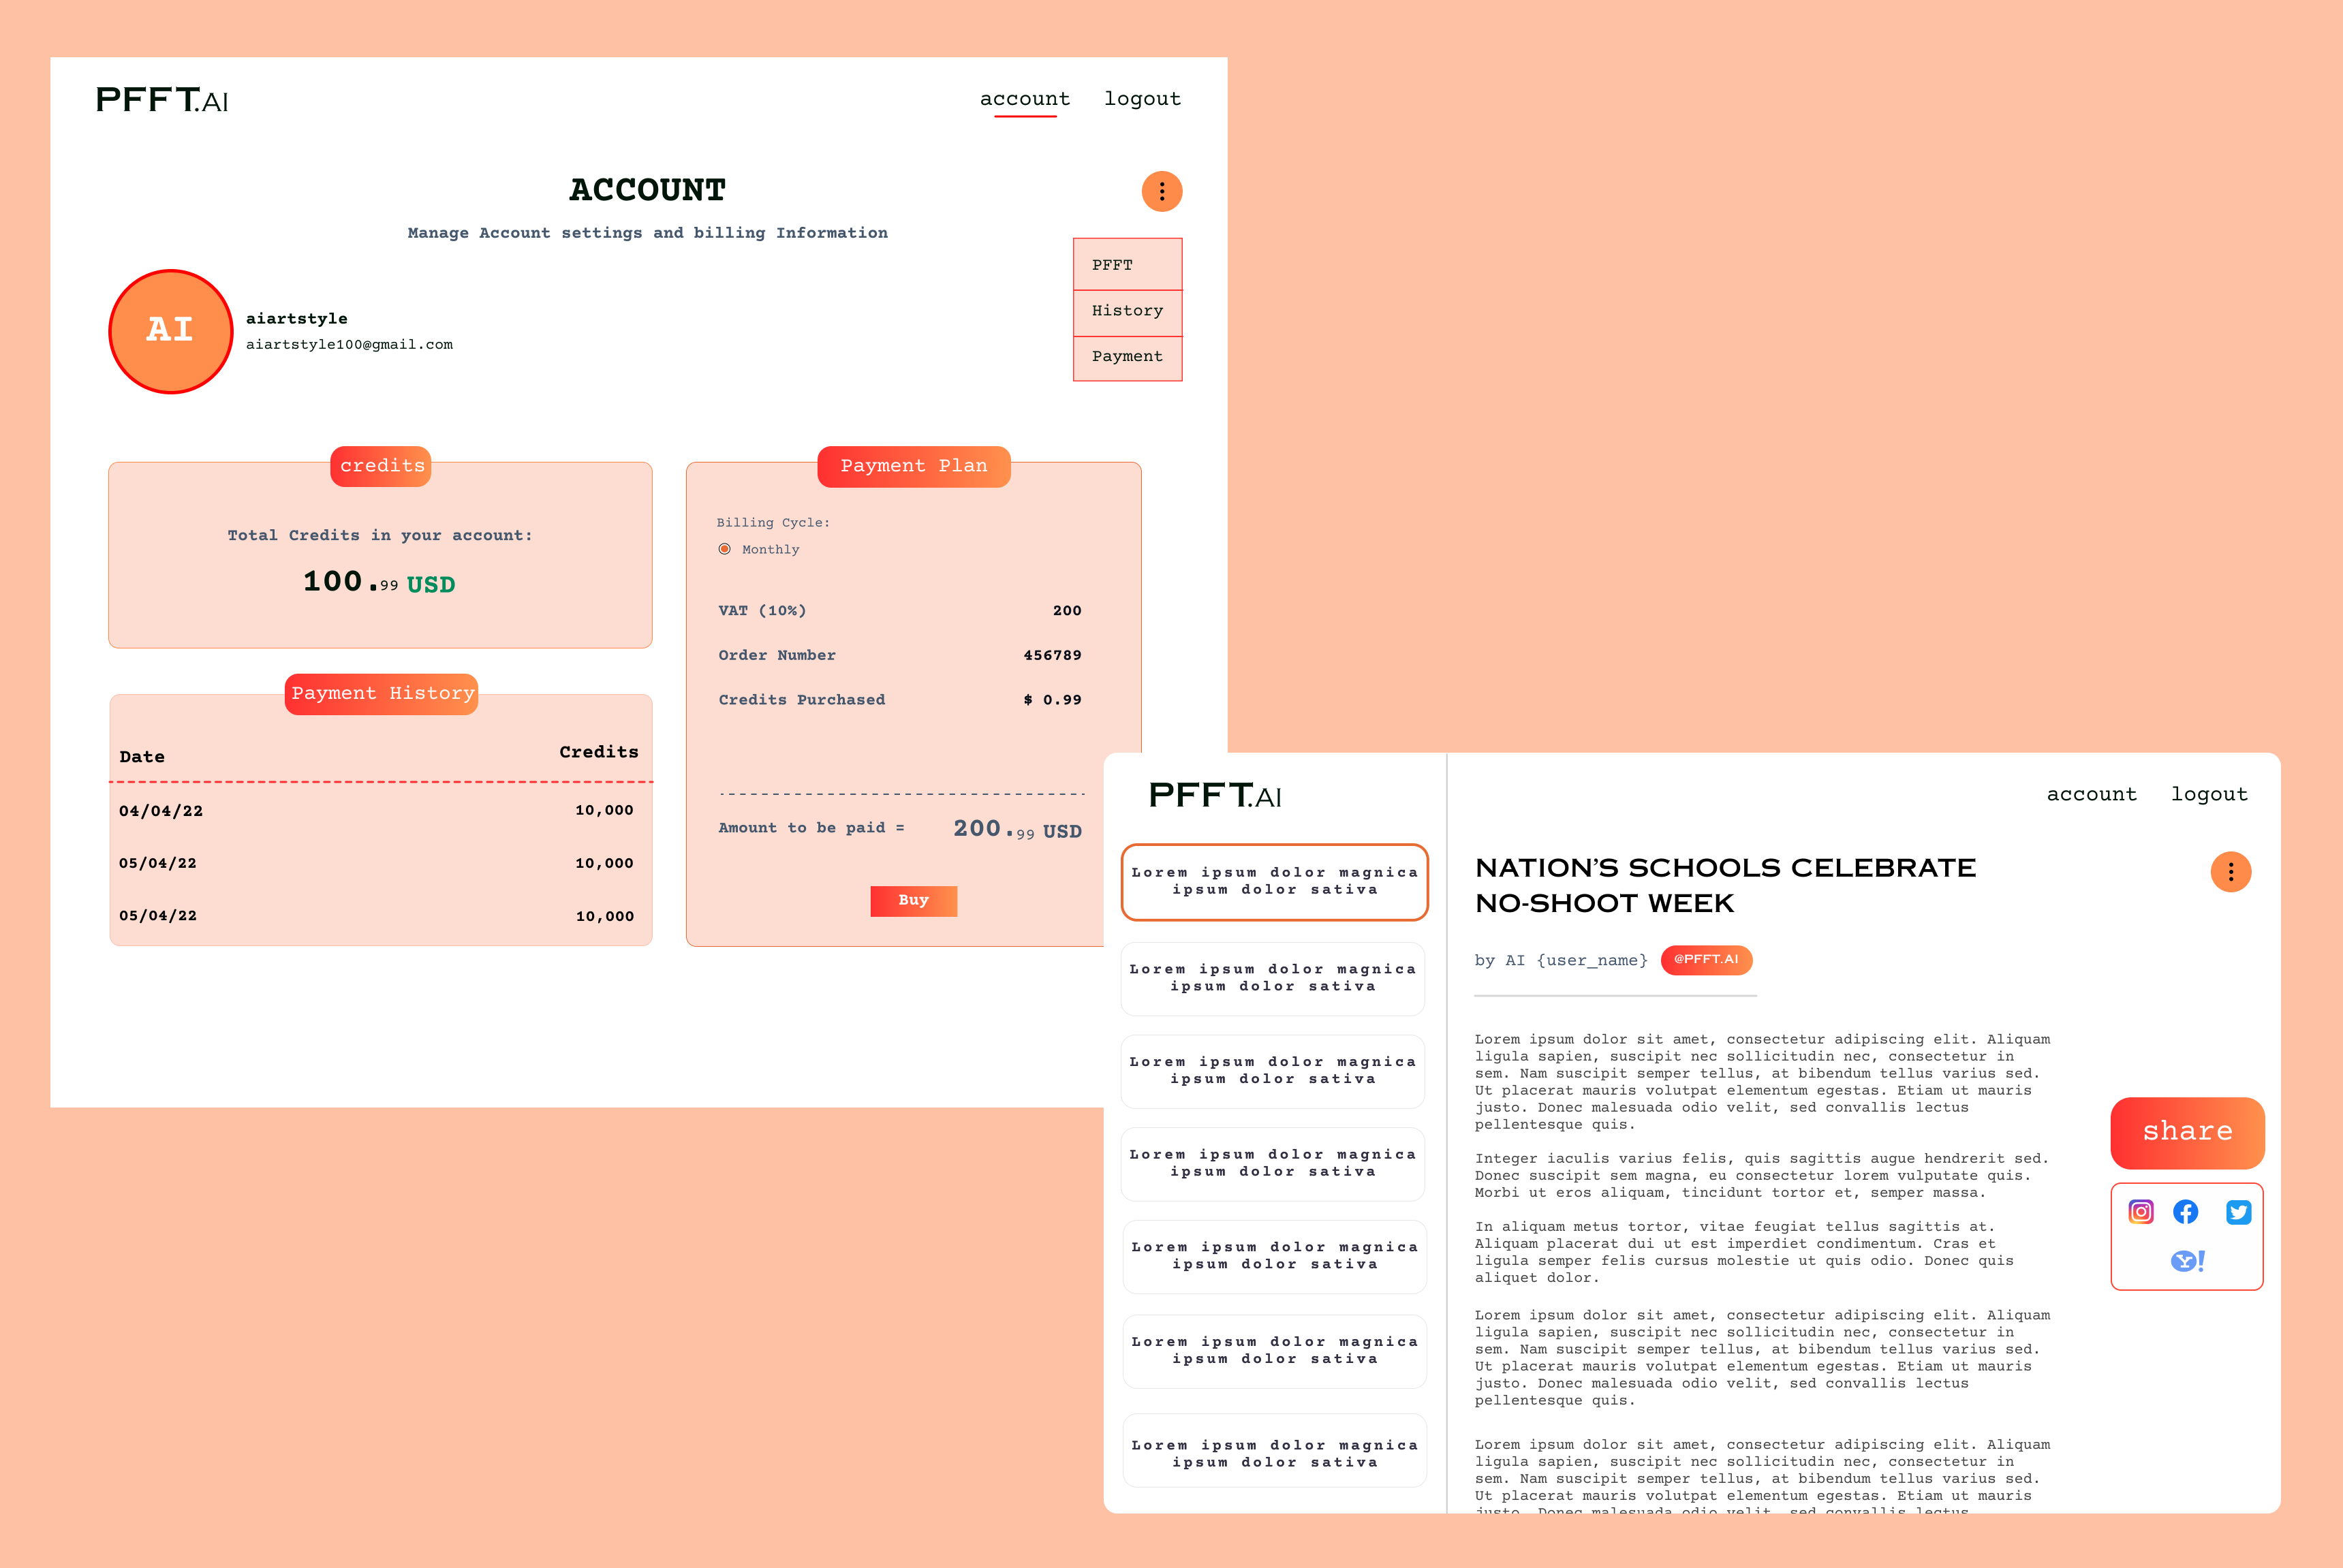 PFFT.AI
account logout
ACCOUNT
Manage Account settings and billing Information
PFFT
History
Payment
AI
aiartstyle
aiartstyle100@gmail.com
credits
Total Credits in your account:
100.99 USD
Payment History
Date Credits
04/04/22 10,000
05/04/22 10,000
05/04/22 10,000
Payment Plan
Billing Cycle:
Monthly
VAT (10%) 200
Order Number 456789
Credits Purchased $ 0.99
Amount to be paid = 200.99 USD
Buy
PFFT.AI
account logout
Lorem ipsum dolor magnica
ipsum dolor sativa
Lorem ipsum dolor magnica
ipsum dolor sativa
Lorem ipsum dolor magnica
ipsum dolor sativa
Lorem ipsum dolor magnica
ipsum dolor sativa
Lorem ipsum dolor magnica
ipsum dolor sativa
Lorem ipsum dolor magnica
ipsum dolor sativa
Lorem ipsum dolor magnica
ipsum dolor sativa
NATION’S SCHOOLS CELEBRATE
NO-SHOOT WEEK
by AI {user_name} @PFFT.AI
Lorem ipsum dolor sit amet, consectetur adipiscing elit. Aliquam
ligula sapien, suscipit nec sollicitudin nec, consectetur in
sem. Nam suscipit semper tellus, at bibendum tellus varius sed.
Ut placerat mauris volutpat elementum egestas. Etiam ut mauris
justo. Donec malesuada odio velit, sed convallis lectus
pellentesque quis.
Integer iaculis varius felis, quis sagittis augue hendrerit sed.
Donec suscipit sem magna, eu consectetur lorem vulputate quis.
Morbi ut eros aliquam, tincidunt tortor et, semper massa.
In aliquam metus tortor, vitae feugiat tellus sagittis at.
Aliquam placerat dui ut est imperdiet condimentum. Cras et
ligula semper felis cursus molestie ut quis odio. Donec quis
aliquet dolor.
Lorem ipsum dolor sit amet, consectetur adipiscing elit. Aliquam
ligula sapien, suscipit nec sollicitudin nec, consectetur in
sem. Nam suscipit semper tellus, at bibendum tellus varius sed.
Ut placerat mauris volutpat elementum egestas. Etiam ut mauris
justo. Donec malesuada odio velit, sed convallis lectus
pellentesque quis.
Lorem ipsum dolor sit amet, consectetur adipiscing elit. Aliquam
ligula sapien, suscipit nec sollicitudin nec, consectetur in
sem. Nam suscipit semper tellus, at bibendum tellus varius sed.
Ut placerat mauris volutpat elementum egestas. Etiam ut mauris
justo. Donec malesuada odio velit, sed convallis lectus
share
Y!